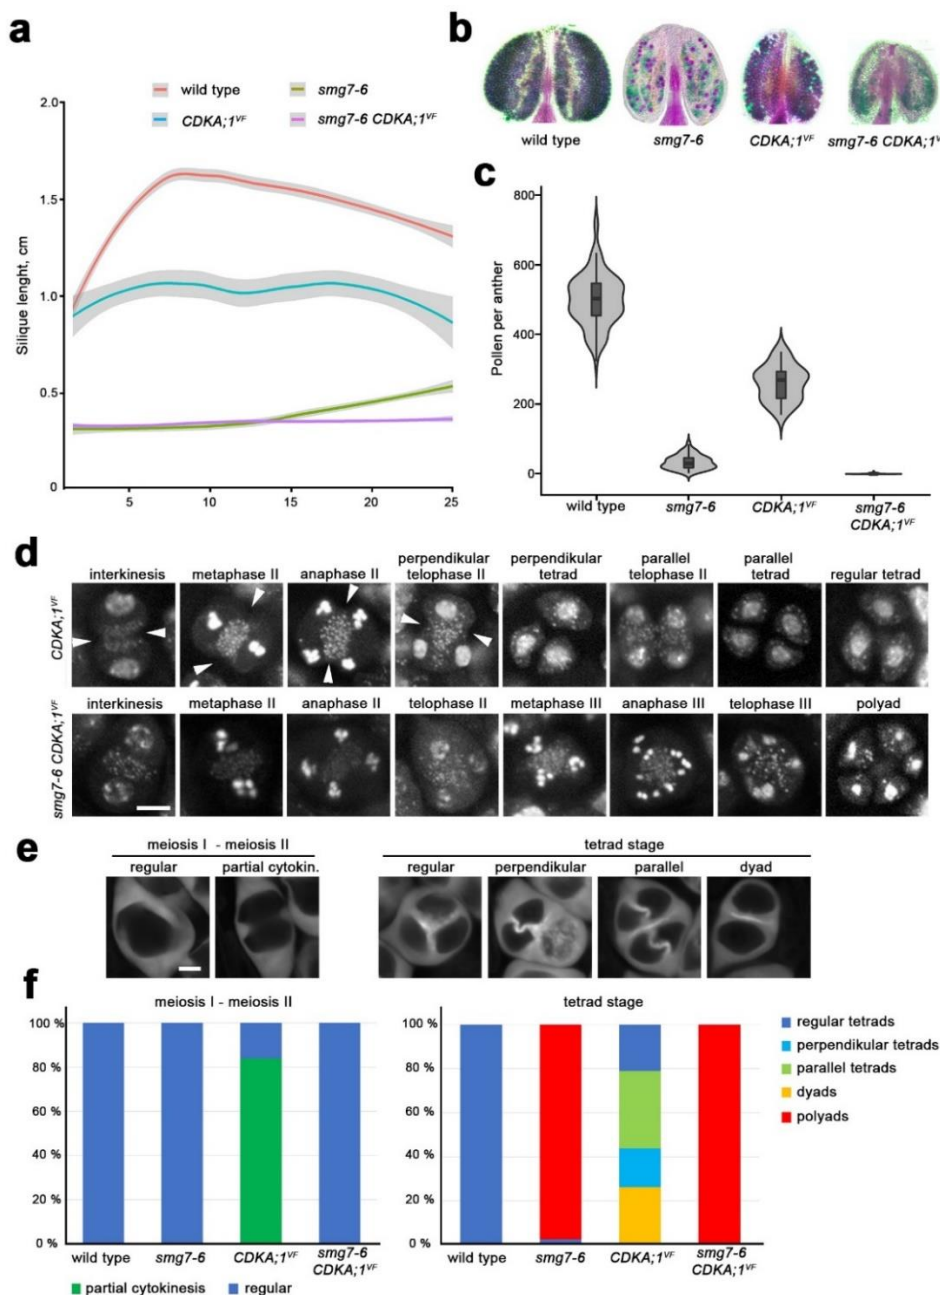 a
wild type smg7-6
CDKA;1VF smg7-6 CDKA;1VF
2.0
1.5
1.0
0.5
0
Silique lenght, cm
5 10 15 20 25
b
wild type smg7-6 CDKA;1VF smg7-6 CDKA;1V
c
800
600
400
200
0
Pollen per anther
wild type smg7-6 CDKA;1VF smg7-6
CDKA;1VF
d
interkinesis metaphase II anaphase II perpendikular telophase II perpendikular tetrad parallel telophase II parallel tetrad regular tetrad
CDKA;1VF
interkinesis metaphase II anaphase II telophase II metaphase III anaphase III telophase III polyad
smg7-6 CDKA;1VF
e
meiosis I - meiosis II
regular partial cytokin.
tetrad stage
regular perpendikular parallel dyad
f
meiosis I - meiosis II
100 %
80 %
60 %
40 %
20 %
0 %
wild type smg7-6 CDKA;1VF smg7-6
CDKA;1VF
partial cytokinesis regular
tetrad stage
100 %
80 %
60 %
40 %
20 %
0 %
wild type smg7-6 CDKA;1VF smg7-6
CDKA;1VF
regular tetrads
perpendikular tetrads
parallel tetrads
dyads
polyads